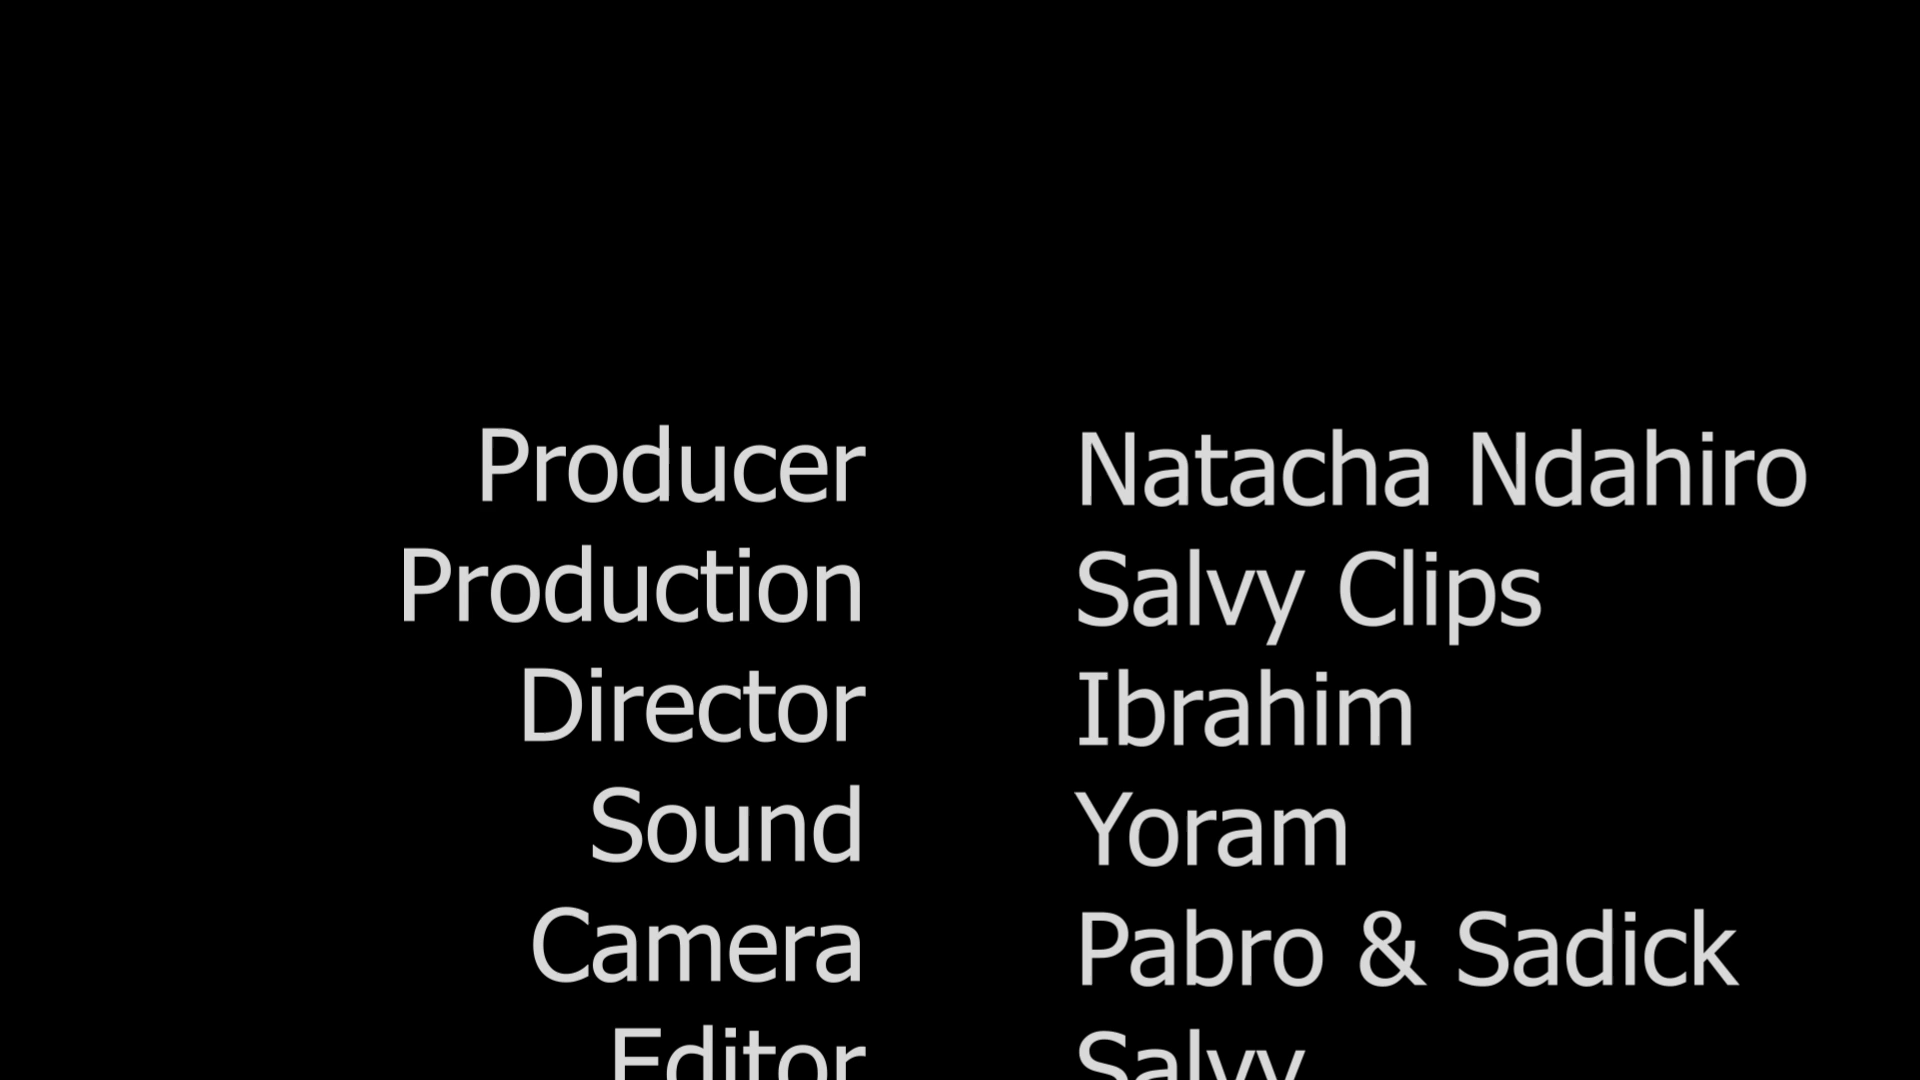 Producer Natacha Ndahiro
Production Salvy Clips
Director Ibrahim
Sound Yoram
Camera Pabro & Sadick
Editor Salvy